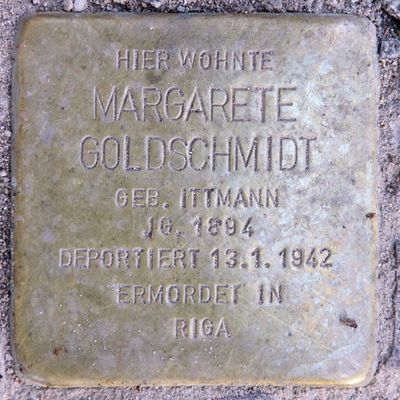 HIER WOHNTE
MARGARETE
GOLDSCHMIDT
GEB. ITTMANN
JG. 1894
DEPORTIERT 13.1.1942
ERMORDET IN
RIGA